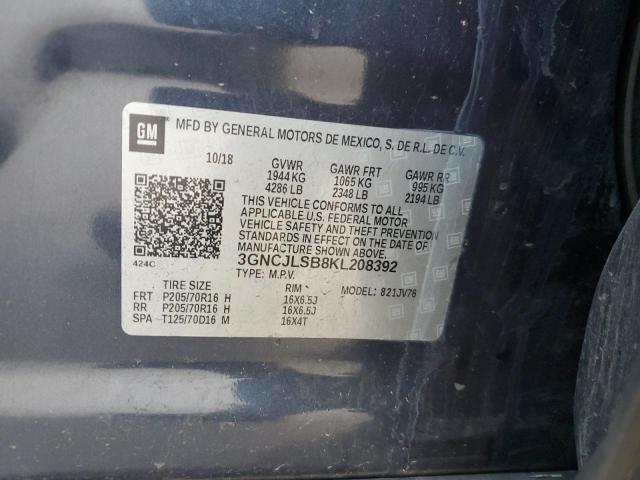 GM MFD BY GENERAL MOTORS DE MEXICO, S. DE R.L. DE C.V.
10/18 GVWR GAWR FRT GAWR RR
1944 KG 1065 KG 995 KG
4286 LB 2348 LB 2194 LB
THIS VEHICLE CONFORMS TO ALL
APPLICABLE U.S. FEDERAL MOTOR
VEHICLE SAFETY AND THEFT PREVENTION
STANDARDS IN EFFECT ON THE DATE OF
MANUFACTURE SHOWN ABOVE.
424C 3GNCJLSB8KL208392
TYPE: M.P.V.
TIRE SIZE RIM MODEL: 821JV76
FRT P205/70R16 H 16X6.5J
RR P205/70R16 H 16X6.5J
SPA T125/70D16 M 16X4T